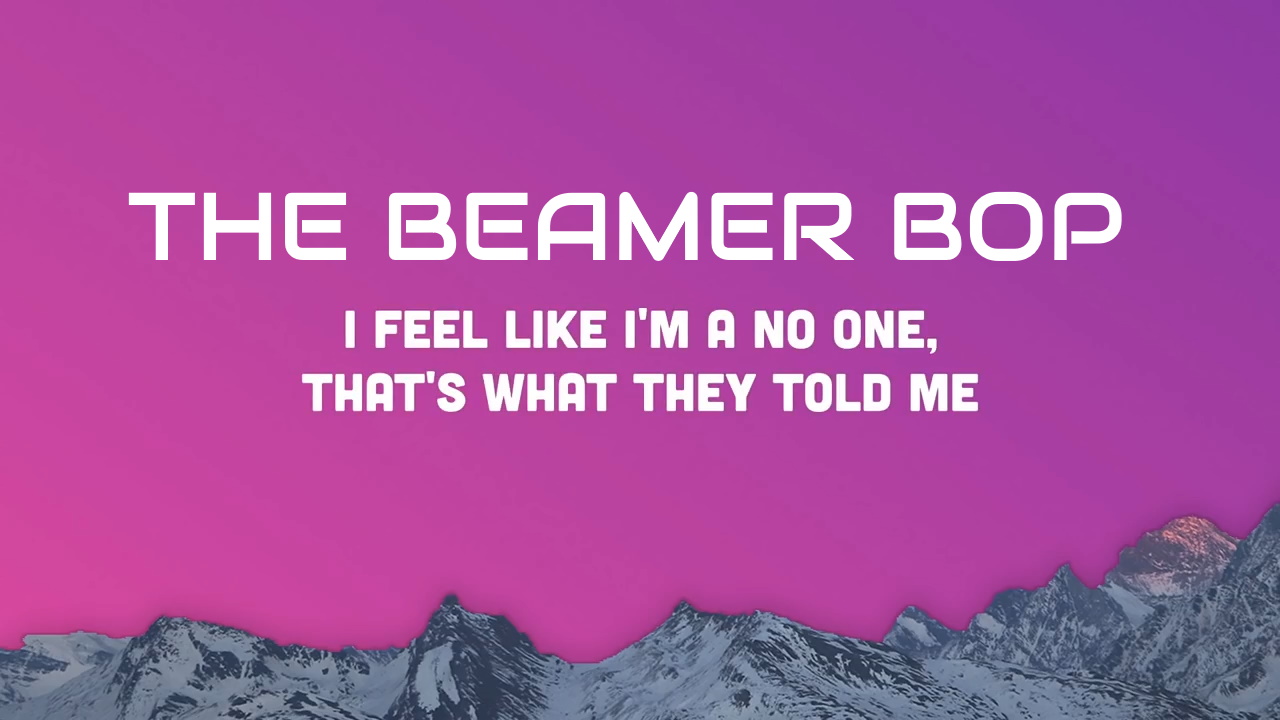 THE BEAMER BOP
I FEEL LIKE I'M A NO ONE,
THAT'S WHAT THEY TOLD ME